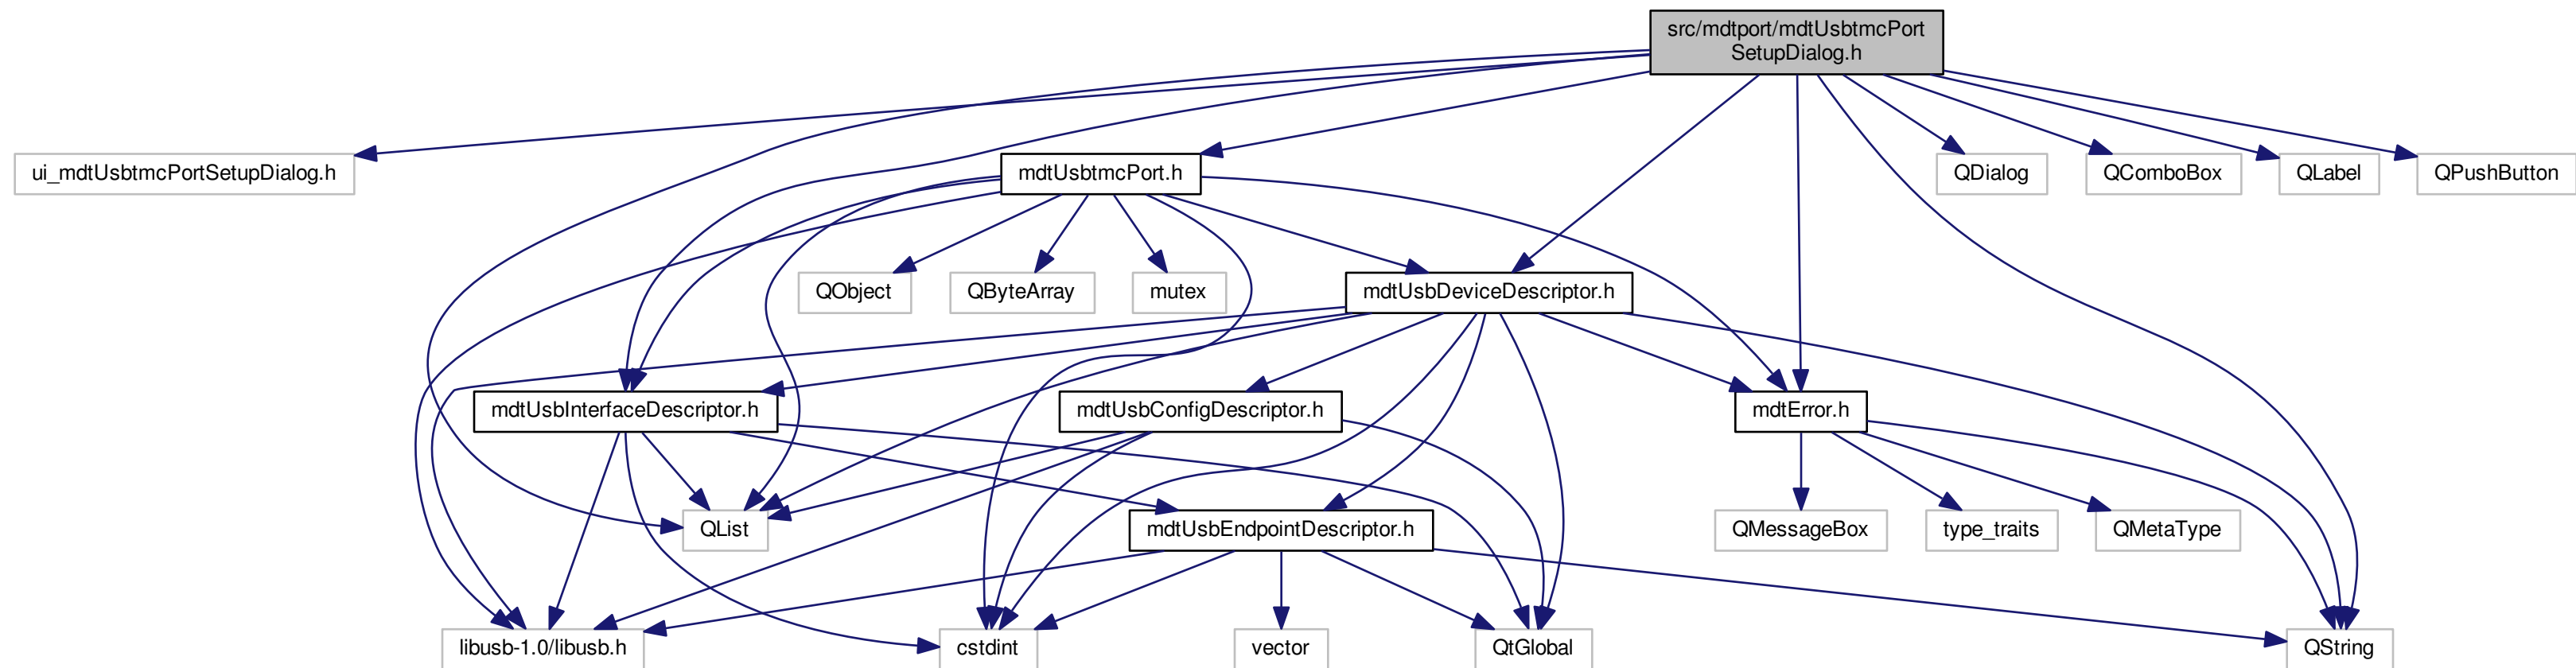 src/mdtport/mdtUsbtmcPort
SetupDialog.h
ui_mdtUsbtmcPortSetupDialog.h
mdtUsbtmcPort.h
QDialog
QComboBox
QLabel
QPushButton
QObject
QByteArray
mutex
mdtUsbDeviceDescriptor.h
mdtUsbInterfaceDescriptor.h
mdtUsbConfigDescriptor.h
mdtError.h
QList
mdtUsbEndpointDescriptor.h
QMessageBox
type_traits
QMetaType
libusb-1.0/libusb.h
cstdint
vector
QtGlobal
QString